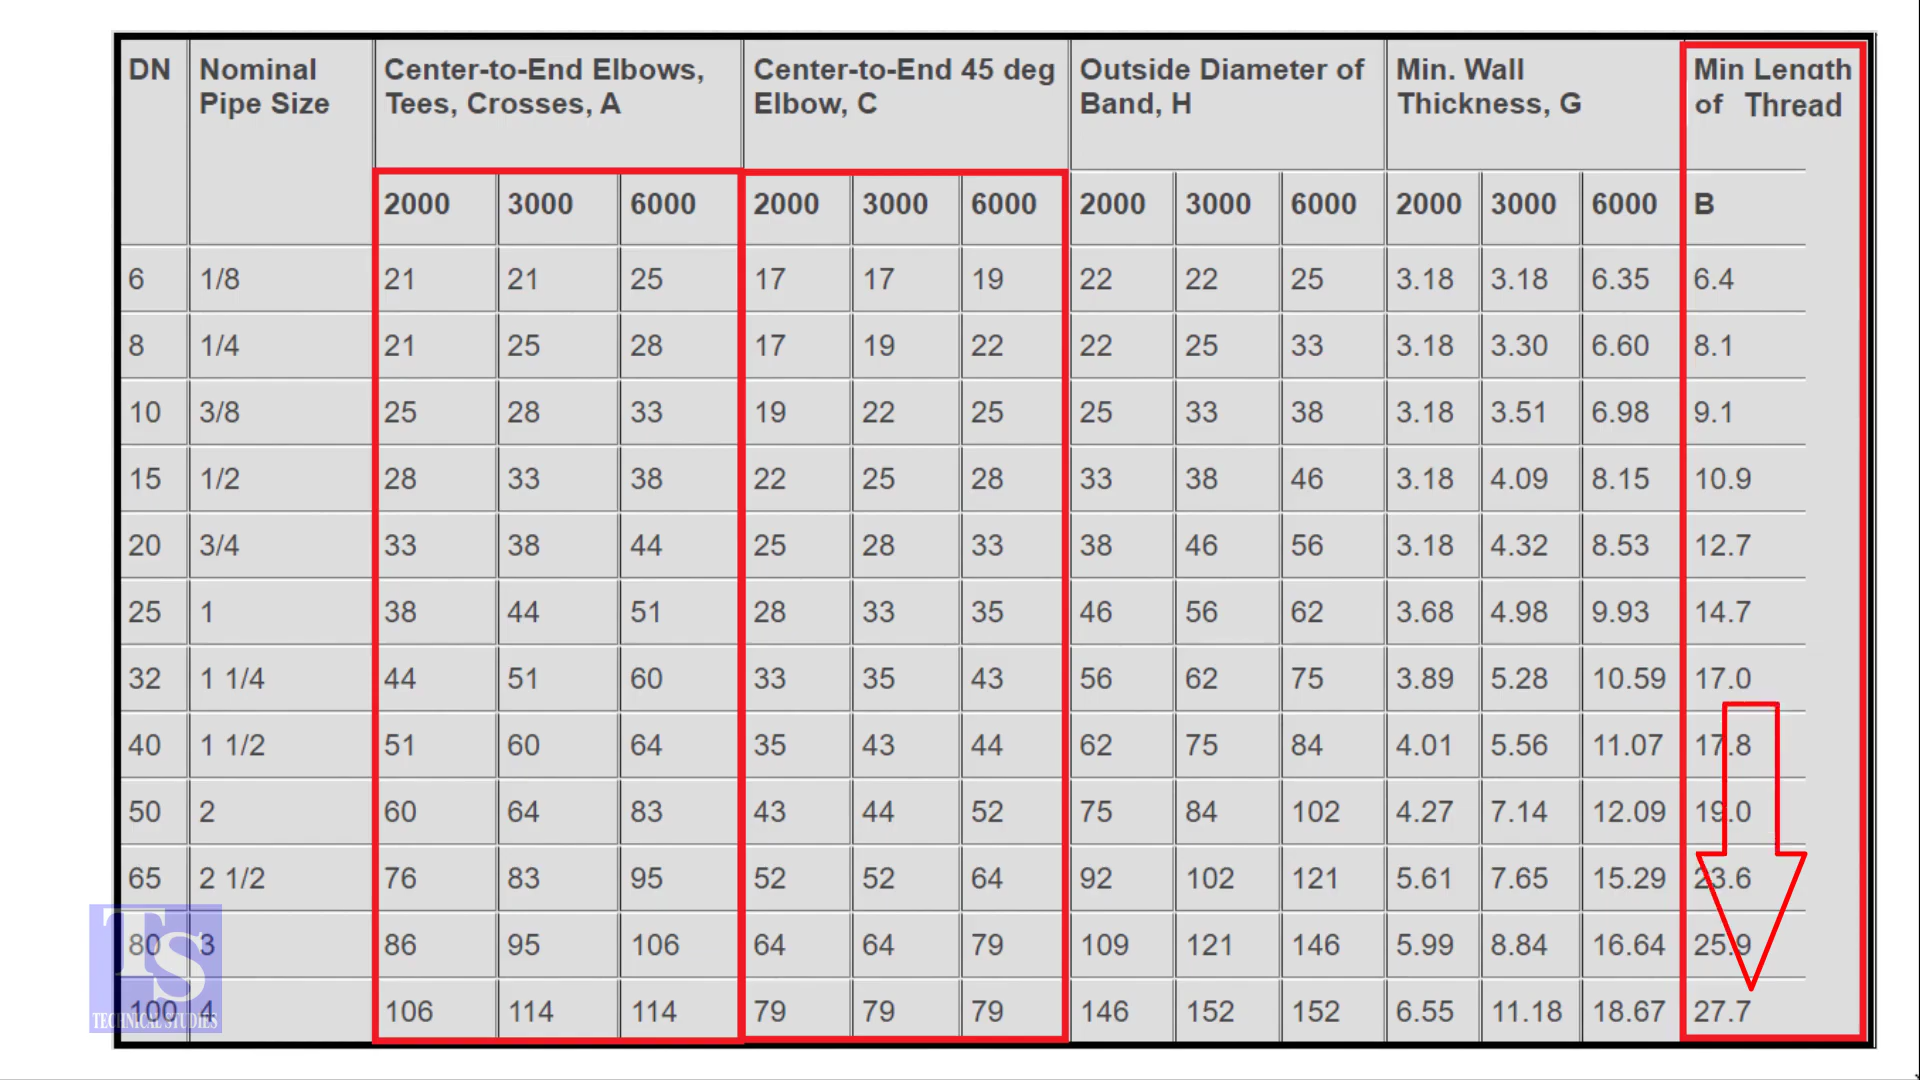 DN Nominal Pipe Size Center-to-End Elbows, Tees, Crosses, A Center-to-End 45 deg Elbow, C Outside Diameter of Band, H Min. Wall Thickness, G Min Length of Thread
2000 3000 6000 2000 3000 6000 2000 3000 6000 2000 3000 6000 B
6 1/8 21 21 25 17 17 19 22 22 25 3.18 3.18 6.35 6.4
8 1/4 21 25 28 17 19 22 22 25 33 3.18 3.30 6.60 8.1
10 3/8 25 28 33 19 22 25 25 33 38 3.18 3.51 6.98 9.1
15 1/2 28 33 38 22 25 28 33 38 46 3.18 4.09 8.15 10.9
20 3/4 33 38 44 25 28 33 38 46 56 3.18 4.32 8.53 12.7
25 1 38 44 51 28 33 35 46 56 62 3.68 4.98 9.93 14.7
32 1 1/4 44 51 60 33 35 43 56 62 75 3.89 5.28 10.59 17.0
40 1 1/2 51 60 64 35 43 44 62 75 84 4.01 5.56 11.07 17.8
50 2 60 64 83 43 44 52 75 84 102 4.27 7.14 12.09 19.0
65 2 1/2 76 83 95 52 52 64 92 102 121 5.61 7.65 15.29 23.6
80 3 86 95 106 64 64 79 109 121 146 5.99 8.84 16.64 25.9
100 4 106 114 114 79 79 79 146 152 152 6.55 11.18 18.67 27.7
TS
TECHNICAL STUDIES